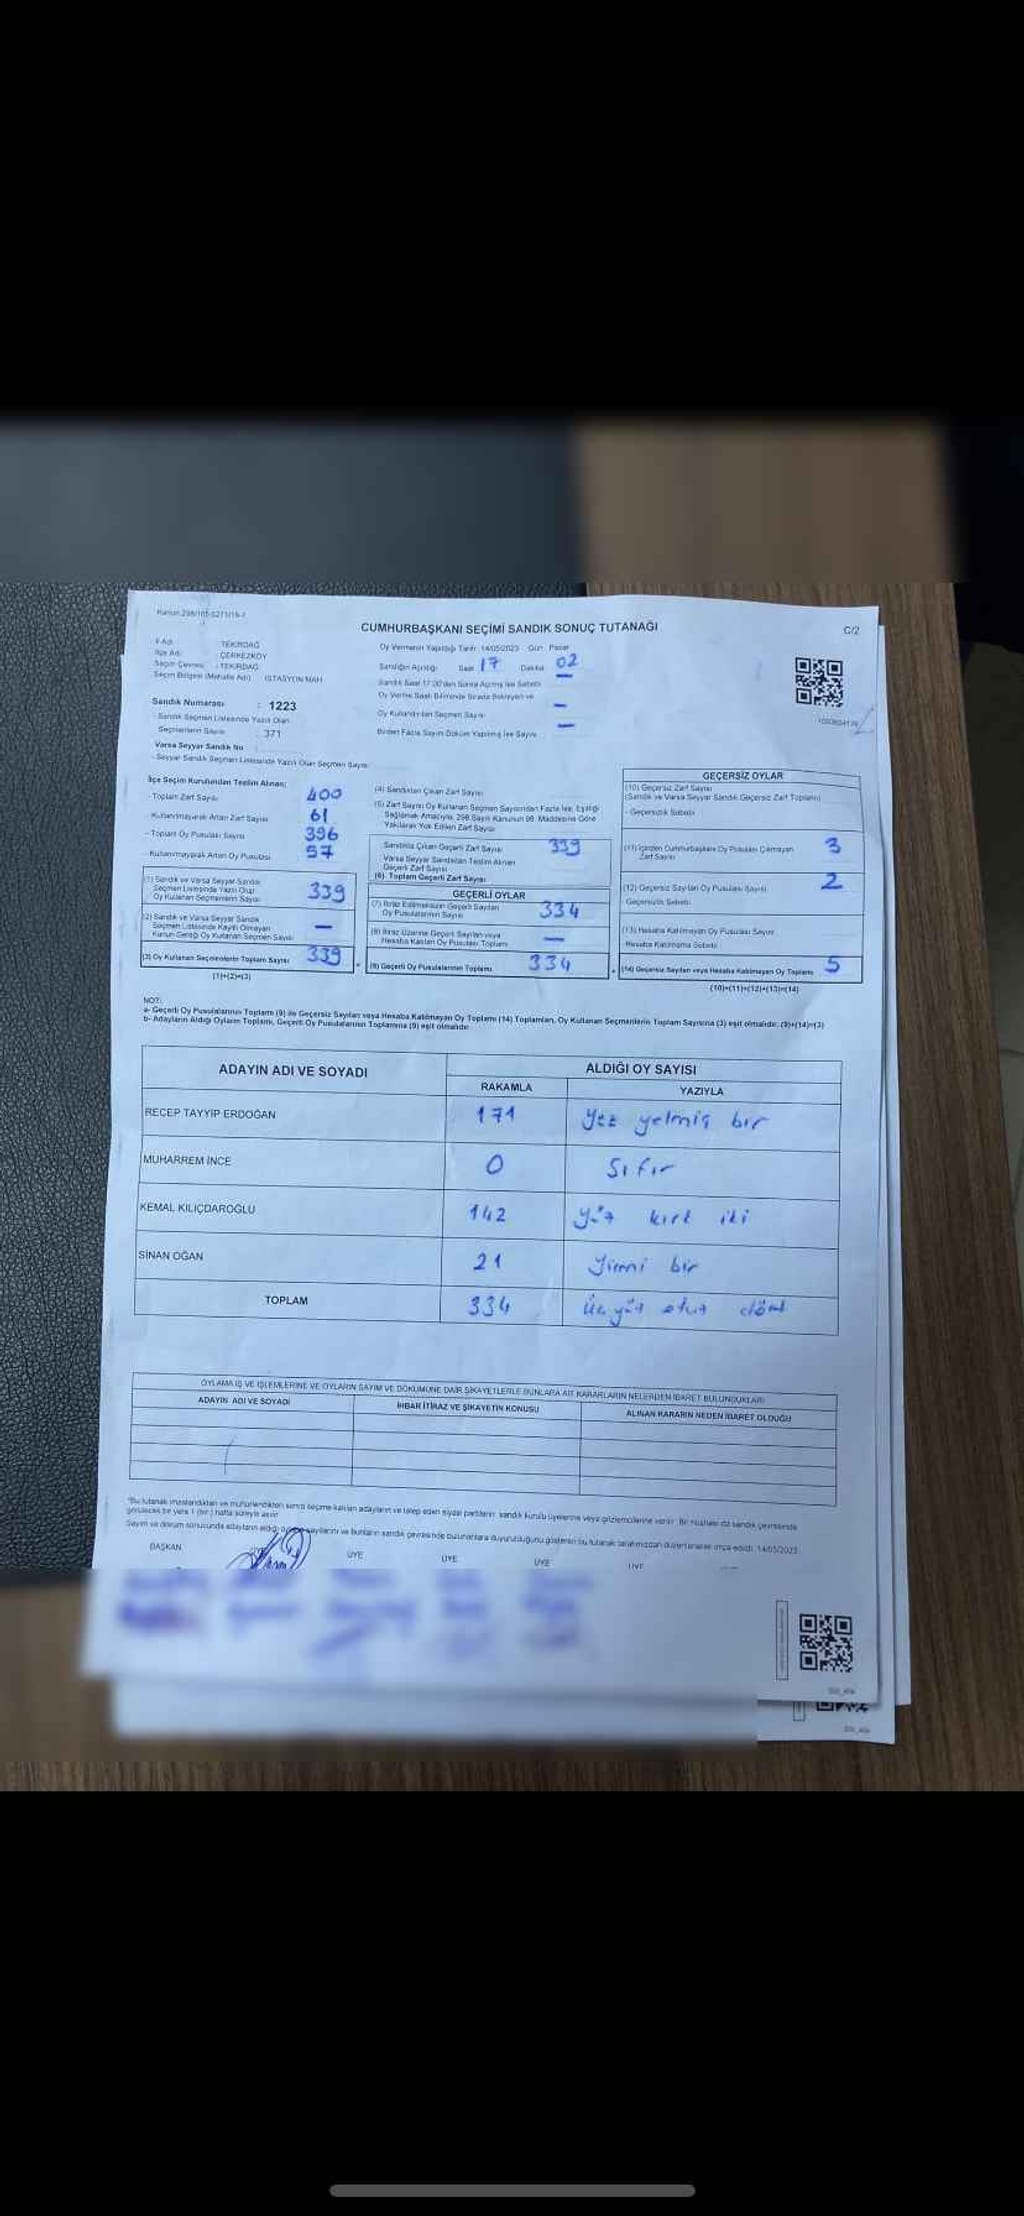 Kanun 298/105-5271/19-1
CUMHURBAŞKANI SEÇİMİ SANDIK SONUÇ TUTANAĞI
C/2
İl Adı : TEKİRDAĞ
İlçe Adı : ÇERKEZKÖY
Seçim Çevresi : TEKİRDAĞ
Seçim Bölgesi (Mahalle Adı) İSTASYON MAH
Sandık Numarası : 1223
- Sandık Seçmen Listesinde Yazılı Olan
Seçmenlerin Sayısı : 371
Varsa Seyyar Sandık No
- Seyyar Sandık Seçmen Listesinde Yazılı Olan Seçmen Sayısı
Oy Vermenin Yapıldığı Tarih 14/05/2023 Gün Pazar
Sandığın Açıldığı Saat 17 Dakika 02
Sandık Saat 17:00'den Sonra Açılmış İse Sebebi —
Oy Verme Saati Bitiminde Sırada Bekleyen ve
Oy Kullandırılan Seçmen Sayısı —
Birden Fazla Sayım Döküm Yapılmış İse Sayısı —
İlçe Seçim Kurulundan Teslim Alınan:
- Toplam Zarf Sayısı 400
- Kullanılmayarak Artan Zarf Sayısı 61
- Toplam Oy Pusulası Sayısı 396
- Kullanılmayarak Artan Oy Pusulası 57
(1) Sandık ve Varsa Seyyar Sandık
Seçmen Listesinde Yazılı Olup
Oy Kullanan Seçmenlerin Sayısı 339
(2) Sandık ve Varsa Seyyar Sandık
Seçmen Listesinde Kayıtlı Olmayan
Kanun Gereği Oy Kullanan Seçmen Sayısı —
(3) Oy Kullanan Seçmenlerin Toplam Sayısı 339
(1)+(2)=(3)
(4) Sandıktan Çıkan Zarf Sayısı
(5) Zarf Sayısı Oy Kullanan Seçmen Sayısından Fazla İse, Eşitliği
Sağlamak Amacıyla, 298 Sayılı Kanunun 98. Maddesine Göre
Yakılarak Yok Edilen Zarf Sayısı
Sandıkta Çıkan Geçerli Zarf Sayısı 339
Varsa Seyyar Sandıktan Teslim Alınan
Geçerli Zarf Sayısı
(6) Toplam Geçerli Zarf Sayısı
GEÇERLİ OYLAR
(7) İtiraz Edilmeksizin Geçerli Sayılan
Oy Pusulalarının Sayısı 334
(8) İtiraz Üzerine Geçerli Sayılan veya
Hesaba Katılan Oy Pusulası Toplamı —
(9) Geçerli Oy Pusulalarının Toplamı 334
GEÇERSİZ OYLAR
(10) Geçersiz Zarf Sayısı
(Sandık ve Varsa Seyyar Sandık Geçersiz Zarf Toplamı)
- Geçersizlik Sebebi
(11) İçinden Cumhurbaşkanı Oy Pusulası Çıkmayan
Zarf Sayısı 3
(12) Geçersiz Sayılan Oy Pusulası Sayısı 2
Geçersizlik Sebebi
(13) Hesaba Katılmayan Oy Pusulası Sayısı
Hesaba Katılmama Sebebi
(14) Geçersiz Sayılan veya Hesaba Katılmayan Oy Toplamı 5
(10)+(11)+(12)+(13)=(14)
NOT:
a- Geçerli Oy Pusulalarının Toplamı (9) ile Geçersiz Sayılan veya Hesaba Katılmayan Oy Toplamı (14) Toplamları, Oy Kullanan Seçmenlerin Toplam Sayısına (3) eşit olmalıdır. (9)+(14)=(3)
b- Adayların Aldığı Oyların Toplamı, Geçerli Oy Pusulalarının Toplamına (9) eşit olmalıdır.
ADAYIN ADI VE SOYADI
ALDIĞI OY SAYISI
RAKAMLA YAZIYLA
RECEP TAYYİP ERDOĞAN 171 yüz yetmiş bir
MUHARREM İNCE 0 sıfır
KEMAL KILIÇDAROĞLU 142 yüz kırk iki
SİNAN OĞAN 21 yirmi bir
TOPLAM 334 üç yüz otuz dört
OYLAMA İŞ VE İŞLEMLERİNE VE OYLARIN SAYIM VE DÖKÜMÜNE DAİR ŞİKAYETLERLE BUNLARA AİT KARARLARIN NELERDEN İBARET BULUNDUKLARI
ADAYIN ADI VE SOYADI
İHBAR İTİRAZ VE ŞİKAYETİN KONUSU
ALINAN KARARIN NEDEN İBARET OLDUĞU
*Bu tutanak imzalandıktan ve mühürlendikten sonra seçime katılan adayların ve talep eden siyasi partilerin sandık kurulu üyelerine veya gözlemcilerine verilir. Bir nüshası da sandık çevresinde
görülecek bir yere 1 (bir) hafta süreyle asılır
Sayım ve döküm sonucunda adayların aldığı oy sayılarını ve bunların sandık çevresinde bulunanlara duyurulduğunu gösteren bu tutanak tarafımızdan düzenlenerek imza edildi. 14/05/2023
BAŞKAN ÜYE ÜYE ÜYE ÜYE